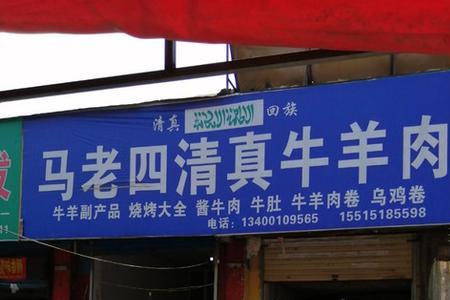 清真 回族
马老四清真牛羊肉
牛羊副产品 烧烤大全 酱牛肉 牛肚 牛羊肉卷 乌鸡卷
电话：13400109565 15515185598